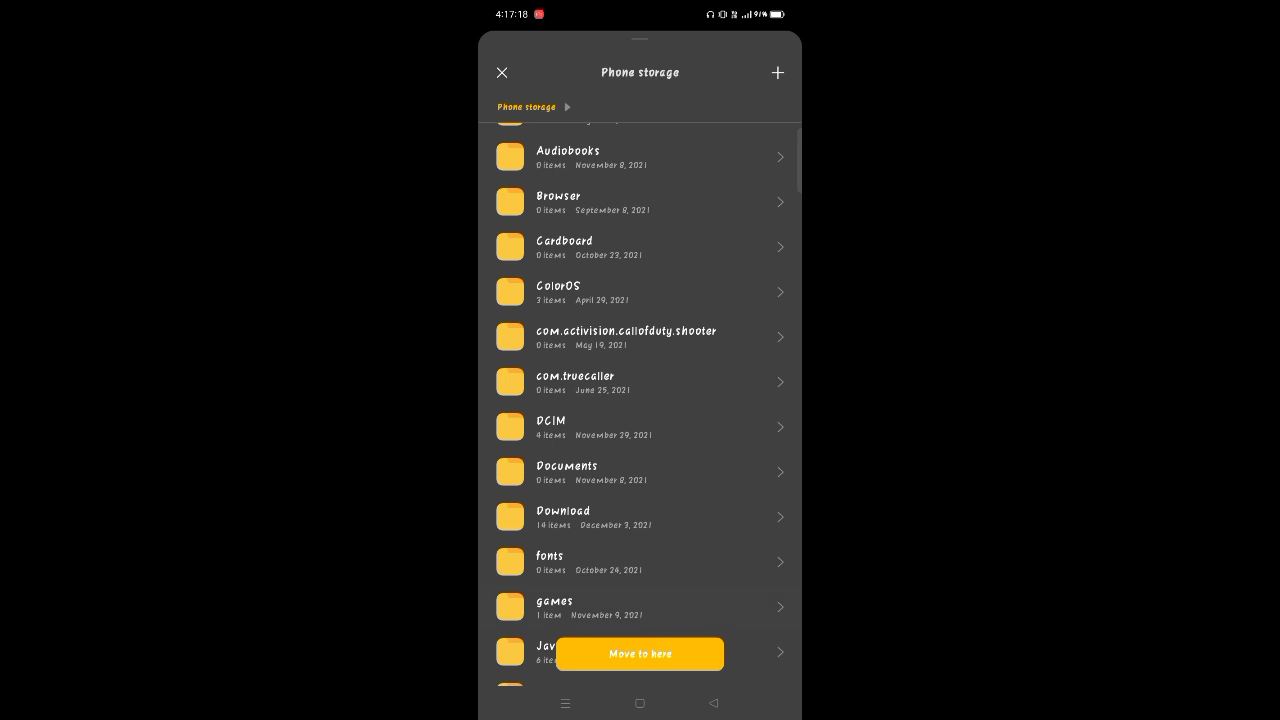 4:17:18
91%
Phone storage
Phone storage
Audiobooks
0 items November 8, 2021
Browser
0 items September 8, 2021
Cardboard
0 items October 23, 2021
ColorOS
3 items April 29, 2021
com.activision.callofduty.shooter
0 items May 19, 2021
com.truecaller
0 items June 25, 2021
DCIM
4 items November 29, 2021
Documents
0 items November 8, 2021
Download
14 items December 3, 2021
fonts
0 items October 24, 2021
games
1 item November 9, 2021
Jav
6 ite
Move to here